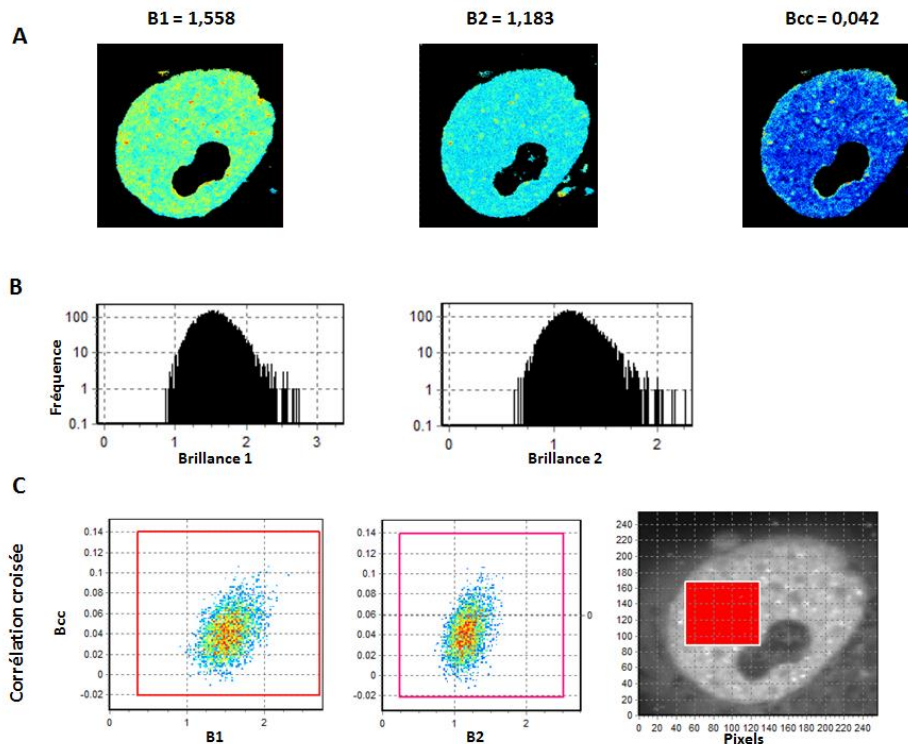 B1 = 1,558 B2 = 1,183 Bcc = 0,042
A
B
Fréquence
100
10
1
0.1
0 1 2 3
Brillance 1
100
10
1
0.1
0 1 2
Brillance 2
C
Corrélation croisée
Bcc
0.14
0.12
0.1
0.08
0.06
0.04
0.02
0
-0.02
0 1 2
B1
0.14
0.12
0.1
0.08
0.06
0.04
0.02
0
-0.02
0 1 2
B2
0
240
220
200
180
160
140
120
100
80
60
40
20
0
0 20 40 60 80 100 120 140 160 180 200 220 240
Pixels